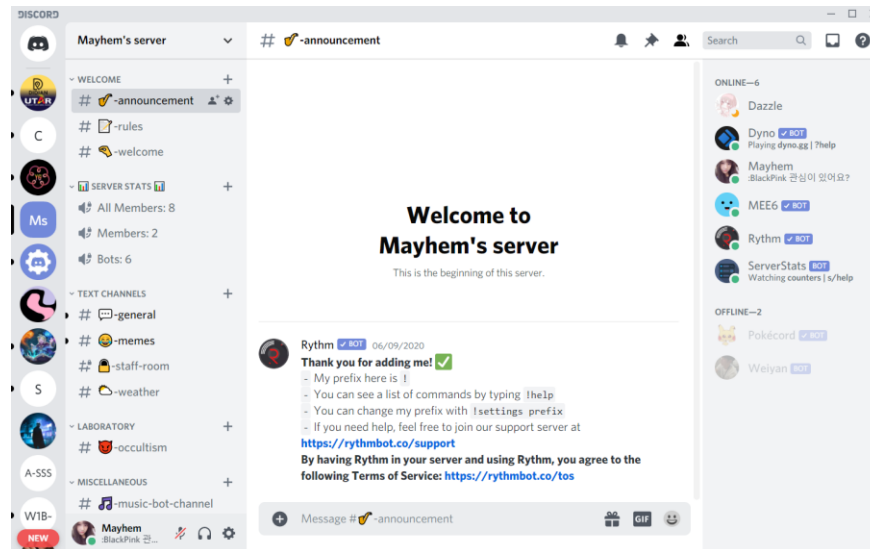 DISCORD
UTAR
C
Ms
S
A-SSS
W1B-
NEW
Mayhem's server
WELCOME
# 🎷-announcement
# 📝-rules
# 👋-welcome
📊 SERVER STATS 📊
All Members: 8
Members: 2
Bots: 6
TEXT CHANNELS
# 💬-general
# 😂-memes
# 🔒-staff-room
# 🌥-weather
LABORATORY
# 😈-occultism
MISCELLANEOUS
# 🎵-music-bot-channel
Mayhem
:BlackPink 관...
# 🎷-announcement
Search
Welcome to
Mayhem's server
This is the beginning of this server.
Rythm ✓ BOT 06/09/2020
Thank you for adding me! ✅
- My prefix here is !
- You can see a list of commands by typing !help
- You can change my prefix with !settings prefix
- If you need help, feel free to join our support server at
https://rythmbot.co/support
By having Rythm in your server and using Rythm, you agree to the
following Terms of Service: https://rythmbot.co/tos
Message #🎷-announcement
GIF
ONLINE—6
Dazzle
Dyno ✓ BOT
Playing dyno.gg | ?help
Mayhem
:BlackPink 관심이 있어요?
MEE6 ✓ BOT
Rythm ✓ BOT
ServerStats BOT
Watching counters | s/help
OFFLINE—2
Pokécord ✓ BOT
Weiyan BOT